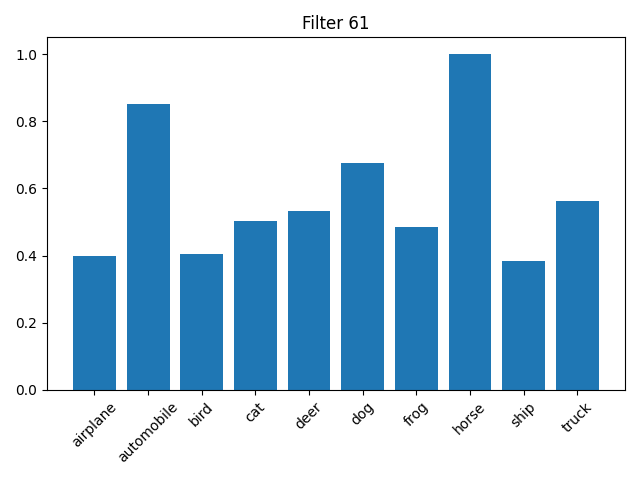 Filter 61
1.0
0.8
0.6
0.4
0.2
0.0
airplane
automobile
bird
cat
deer
dog
frog
horse
ship
truck